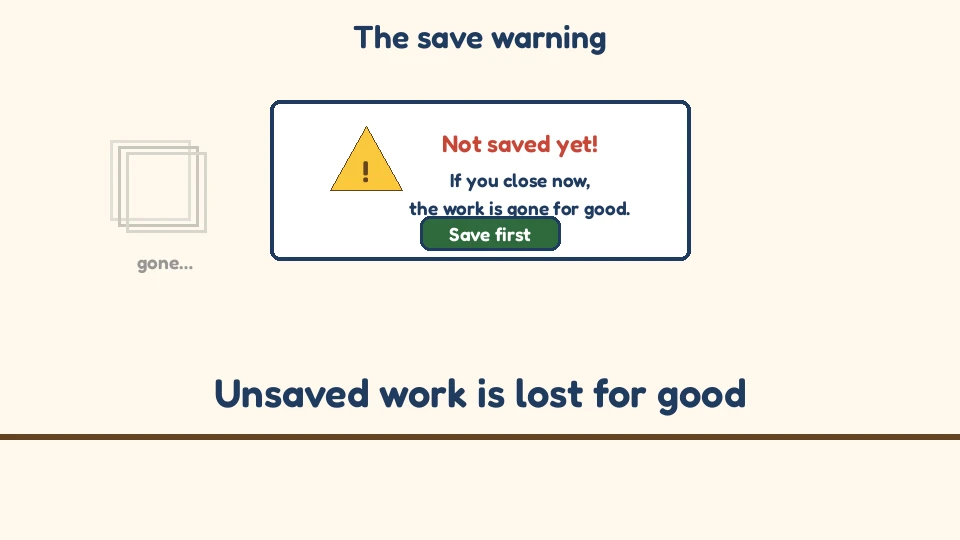 The save warning
!
Not saved yet!
If you close now,
the work is gone for good.
Save first
gone...
Unsaved work is lost for good